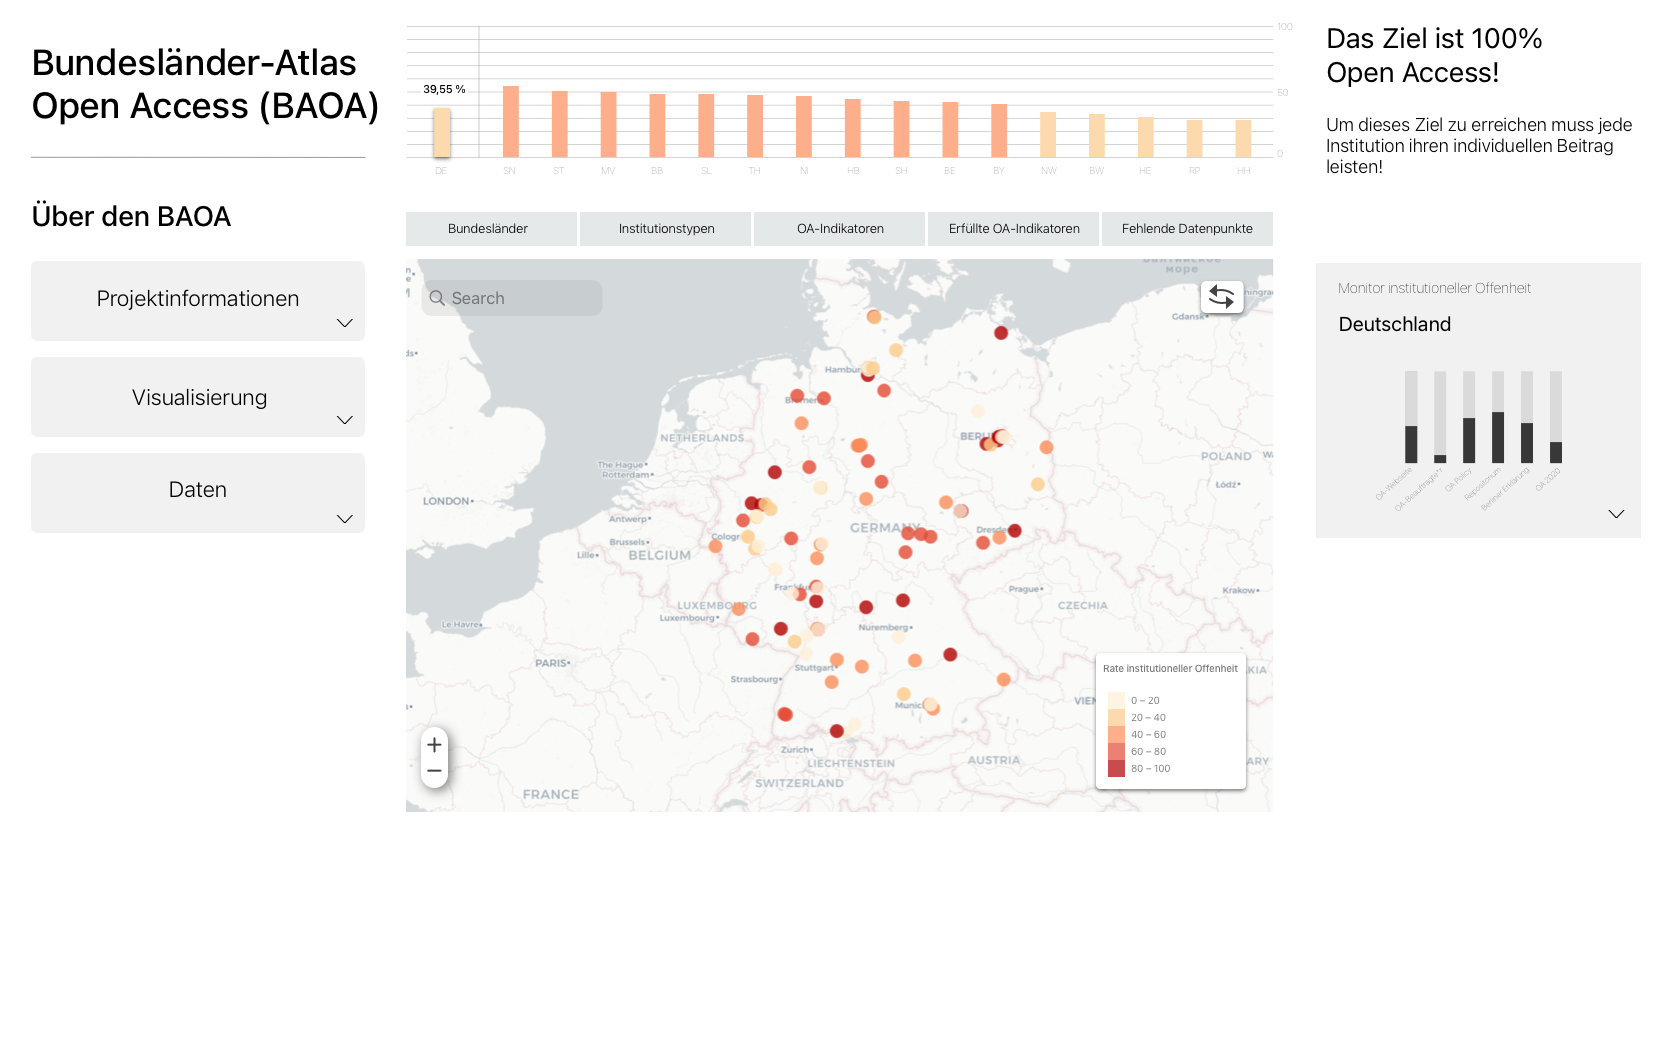 Bundesländer-Atlas
Open Access (BAOA)
Über den BAOA
Projektinformationen
Visualisierung
Daten
100
50
0
39,55 %
DE
SN
ST
MV
BB
SL
TH
NI
HB
SH
BE
BY
NW
BW
HE
RP
HH
Bundesländer
Institutionstypen
OA-Indikatoren
Erfüllte OA-Indikatoren
Fehlende Datenpunkte
Search
море
Gdansk
Hamburg
Bremen
NETHERLANDS
The Hague
Rotterdam
POLAND
Łódź
LONDON
Antwerp
Brussels
Lille
BELGIUM
GERMANY
Dresden
Prague
Krakow
CZECHIA
LUXEMBOURG
Luxembourg
Le Havre
Nuremberg
PARIS
Stuttgart
Strasbourg
Zurich
LIECHTENSTEIN
SWITZERLAND
AUSTRIA
FRANCE
Rate institutioneller Offenheit
0 – 20
20 – 40
40 – 60
60 – 80
80 – 100
Das Ziel ist 100%
Open Access!
Um dieses Ziel zu erreichen muss jede
Institution ihren individuellen Beitrag
leisten!
Monitor institutioneller Offenheit
Deutschland
OA-Webseite
OA-Beauftragte*r
OA Policy
Repositorium
Berliner Erklärung
OA 2020